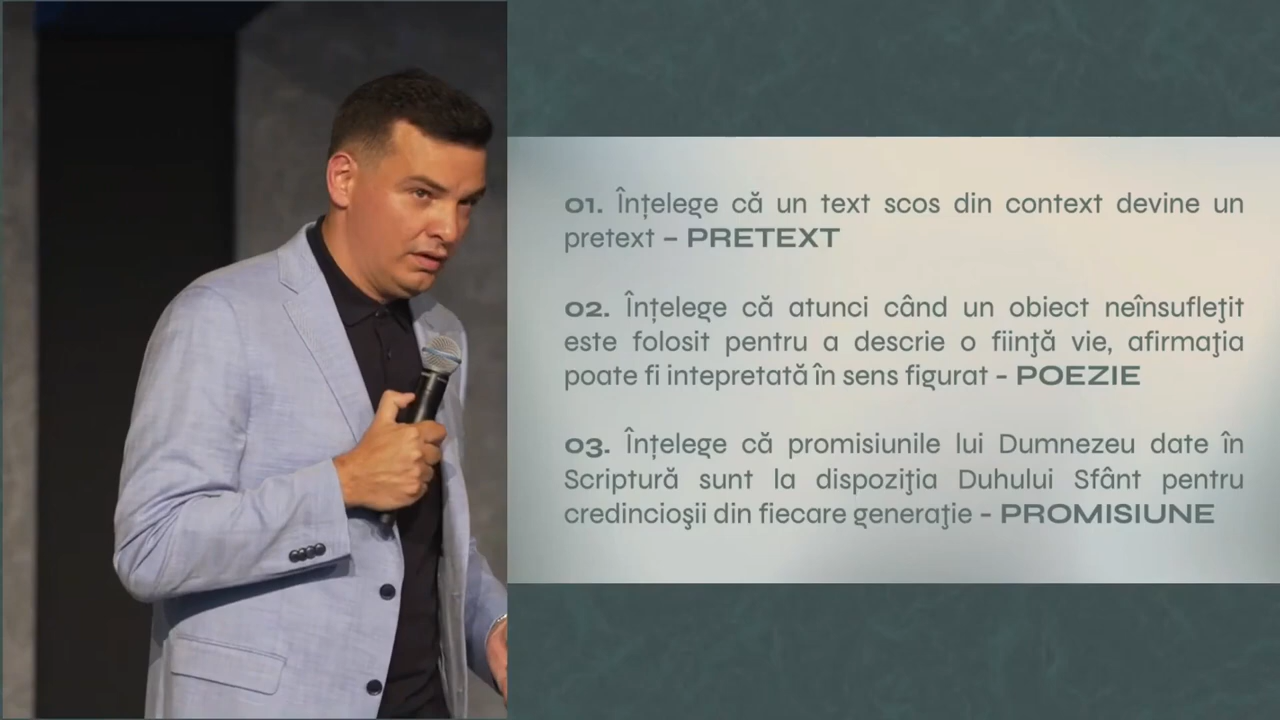 01. Înțelege că un text scos din context devine un
pretext – PRETEXT
02. Înțelege că atunci când un obiect neînsufleţit
este folosit pentru a descrie o fiinţă vie, afirmaţia
poate fi intepretată în sens figurat - POEZIE
03. Înțelege că promisiunile lui Dumnezeu date în
Scriptură sunt la dispoziţia Duhului Sfânt pentru
credincioşii din fiecare generaţie - PROMISIUNE